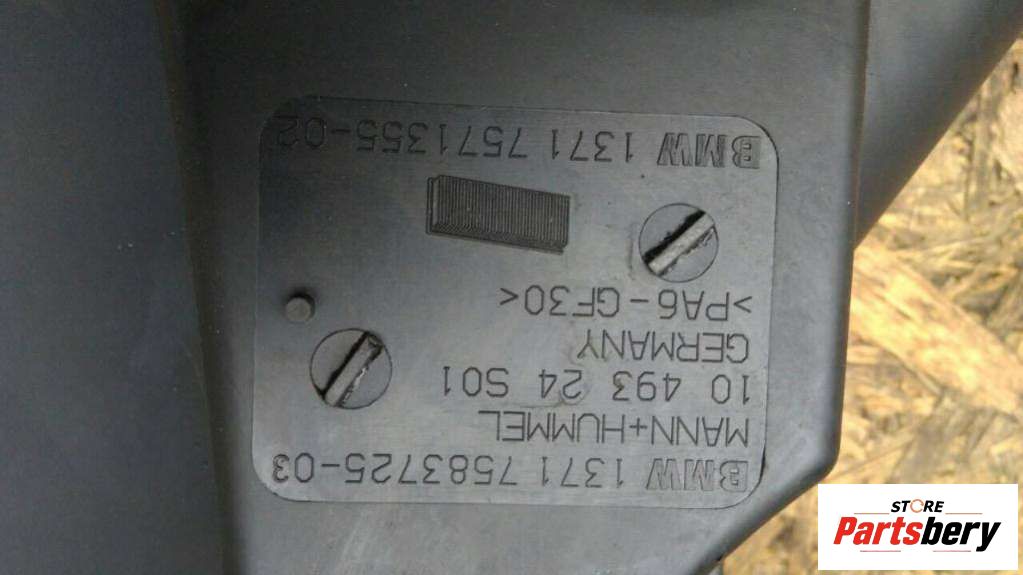 BMW 1371 7583725-03
MANN+HUMMEL
10 493 24 S01
GERMANY
>PA6-GF30<
BMW 1371 7571355-02
STORE
Partsbery